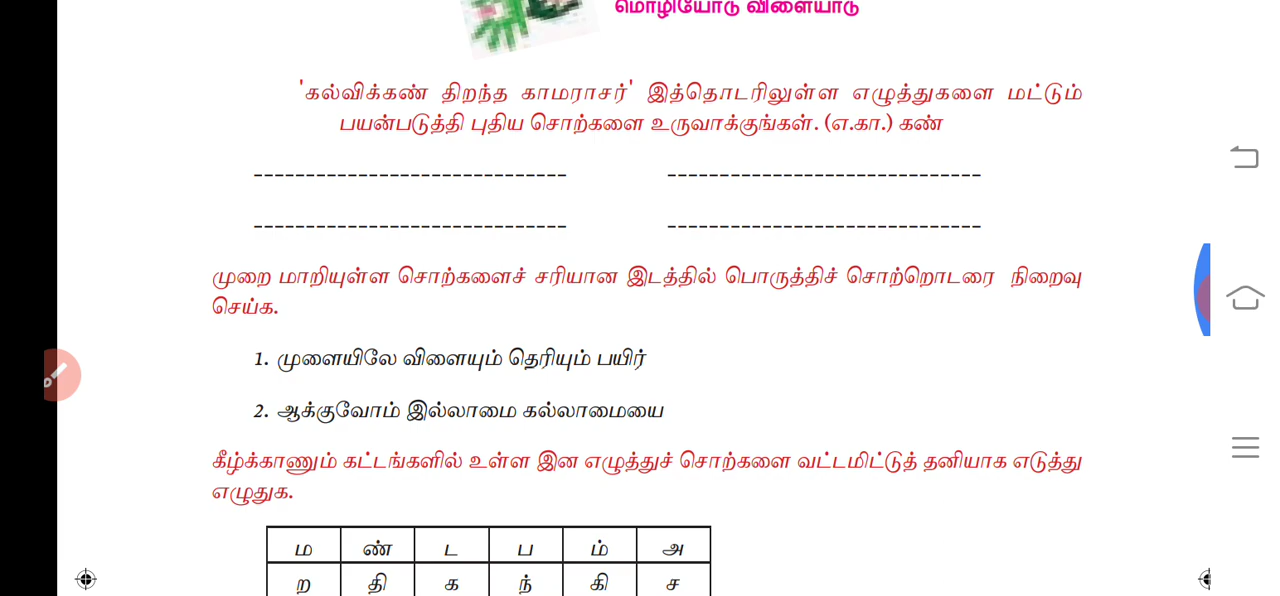 மொழியோடு விளையாடு
'கல்விக்கண் திறந்த காமராசர்' இத்தொடரிலுள்ள எழுத்துகளை மட்டும்
பயன்படுத்தி புதிய சொற்களை உருவாக்குங்கள். (எ.கா.) கண்
------------------------------ ------------------------------
------------------------------ ------------------------------
முறை மாறியுள்ள சொற்களைச் சரியான இடத்தில் பொருத்திச் சொற்றொடரை நிறைவு
செய்க.
1. முளையிலே விளையும் தெரியும் பயிர்
2. ஆக்குவோம் இல்லாமை கல்லாமையை
கீழ்க்காணும் கட்டங்களில் உள்ள இன எழுத்துச் சொற்களை வட்டமிட்டுத் தனியாக எடுத்து
எழுதுக.
ம ண் ட ப ம் அ
ற தி க ந் கி ச